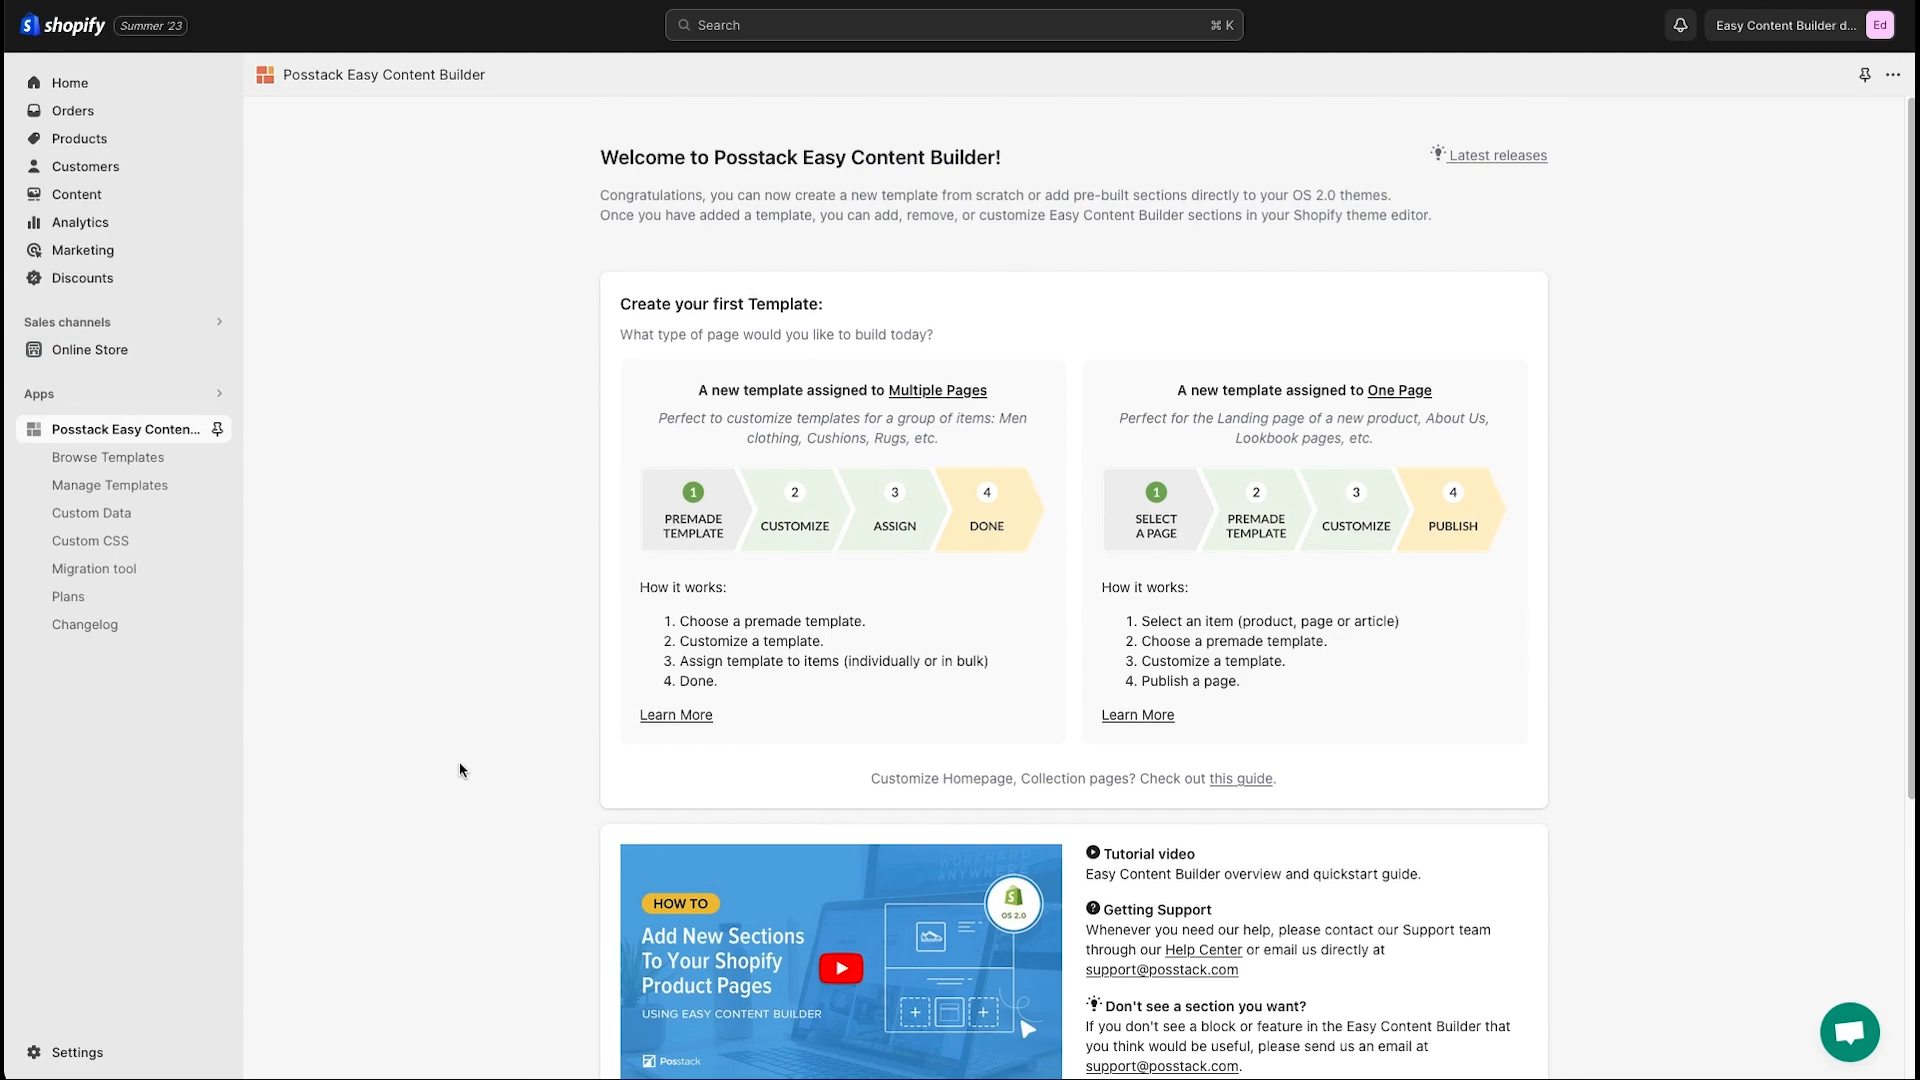 shopify
Summer '23
Search
⌘ K
Easy Content Builder d...
Ed
Home
Orders
Products
Customers
Content
Analytics
Marketing
Discounts
Sales channels
Online Store
Apps
Posstack Easy Conten...
Browse Templates
Manage Templates
Custom Data
Custom CSS
Migration tool
Plans
Changelog
Settings
Posstack Easy Content Builder
Welcome to Posstack Easy Content Builder!
Latest releases
Congratulations, you can now create a new template from scratch or add pre-built sections directly to your OS 2.0 themes.
Once you have added a template, you can add, remove, or customize Easy Content Builder sections in your Shopify theme editor.
Create your first Template:
What type of page would you like to build today?
A new template assigned to Multiple Pages
Perfect to customize templates for a group of items: Men
clothing, Cushions, Rugs, etc.
1
PREMADE
TEMPLATE
2
CUSTOMIZE
3
ASSIGN
4
DONE
How it works:
1. Choose a premade template.
2. Customize a template.
3. Assign template to items (individually or in bulk)
4. Done.
Learn More
A new template assigned to One Page
Perfect for the Landing page of a new product, About Us,
Lookbook pages, etc.
1
SELECT
A PAGE
2
PREMADE
TEMPLATE
3
CUSTOMIZE
4
PUBLISH
How it works:
1. Select an item (product, page or article)
2. Choose a premade template.
3. Customize a template.
4. Publish a page.
Learn More
Customize Homepage, Collection pages? Check out this guide.
WORK HARD
ANYWHERE
HOW TO
OS 2.0
Add New Sections
To Your Shopify
Product Pages
USING EASY CONTENT BUILDER
Posstack
Tutorial video
Easy Content Builder overview and quickstart guide.
Getting Support
Whenever you need our help, please contact our Support team
through our Help Center or email us directly at
support@posstack.com
Don't see a section you want?
If you don't see a block or feature in the Easy Content Builder that
you think would be useful, please send us an email at
support@posstack.com.